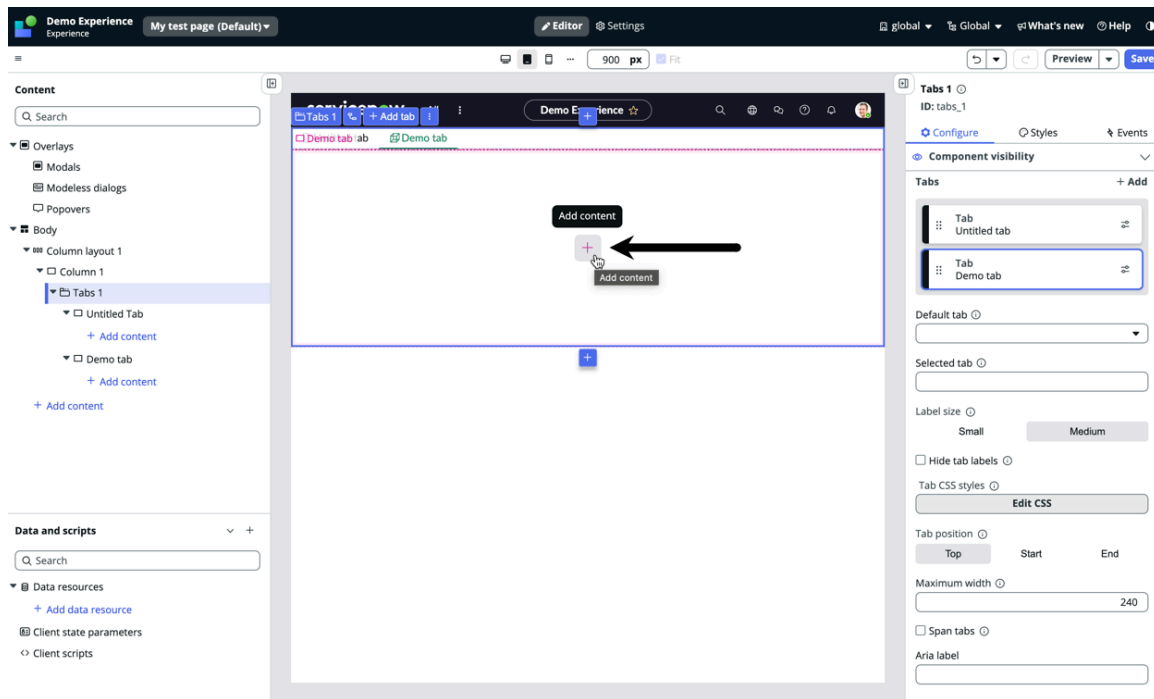 Demo Experience
Experience
My test page (Default)
Editor
Settings
global
Global
What's new
Help
900 px
Fit
Preview
Save
Content
Search
Overlays
Modals
Modeless dialogs
Popovers
Body
Column layout 1
Column 1
Tabs 1
Untitled Tab
+ Add content
Demo tab
+ Add content
+ Add content
Data and scripts
Search
Data resources
+ Add data resource
Client state parameters
Client scripts
Tabs 1
+ Add tab
Demo Experience
Demo tab
Demo tab
Add content
Add content
Tabs 1
ID: tabs_1
Configure
Styles
Events
Component visibility
Tabs
+ Add
Tab
Untitled tab
Tab
Demo tab
Default tab
Selected tab
Label size
Small
Medium
Hide tab labels
Tab CSS styles
Edit CSS
Tab position
Top
Start
End
Maximum width
240
Span tabs
Aria label